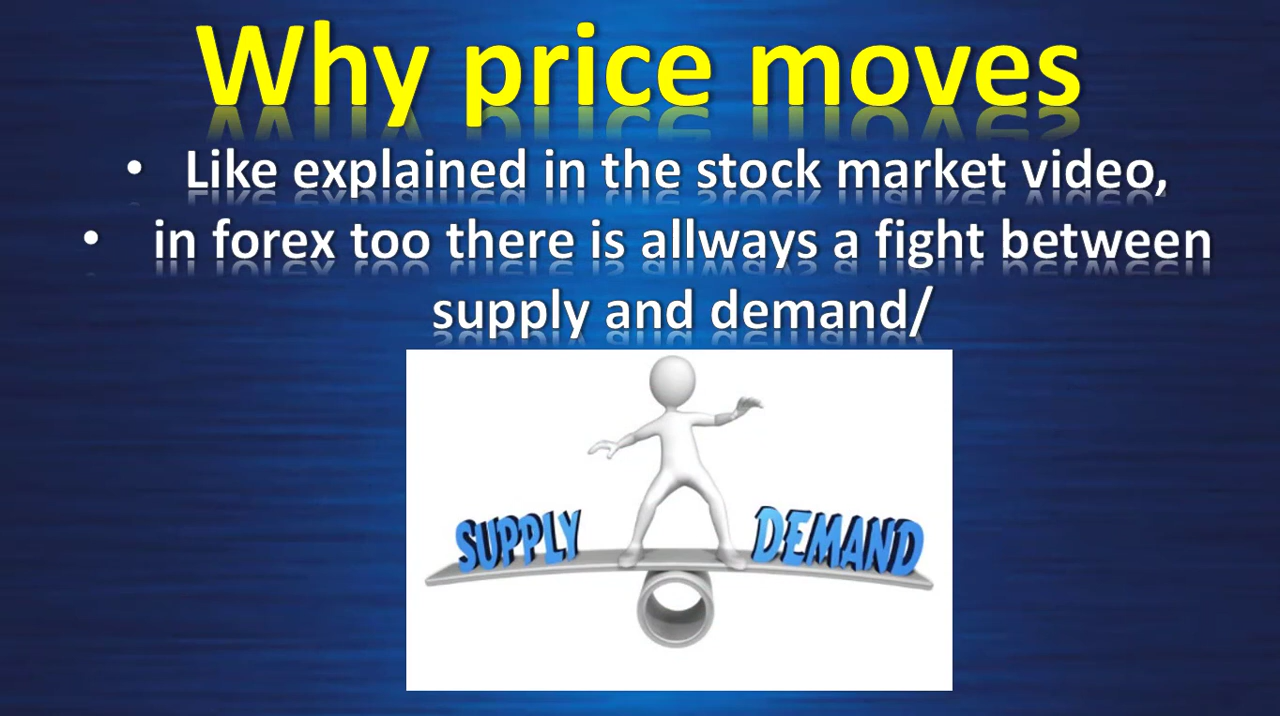 Why price moves
• Like explained in the stock market video,
• in forex too there is allways a fight between
supply and demand/
SUPPLY DEMAND